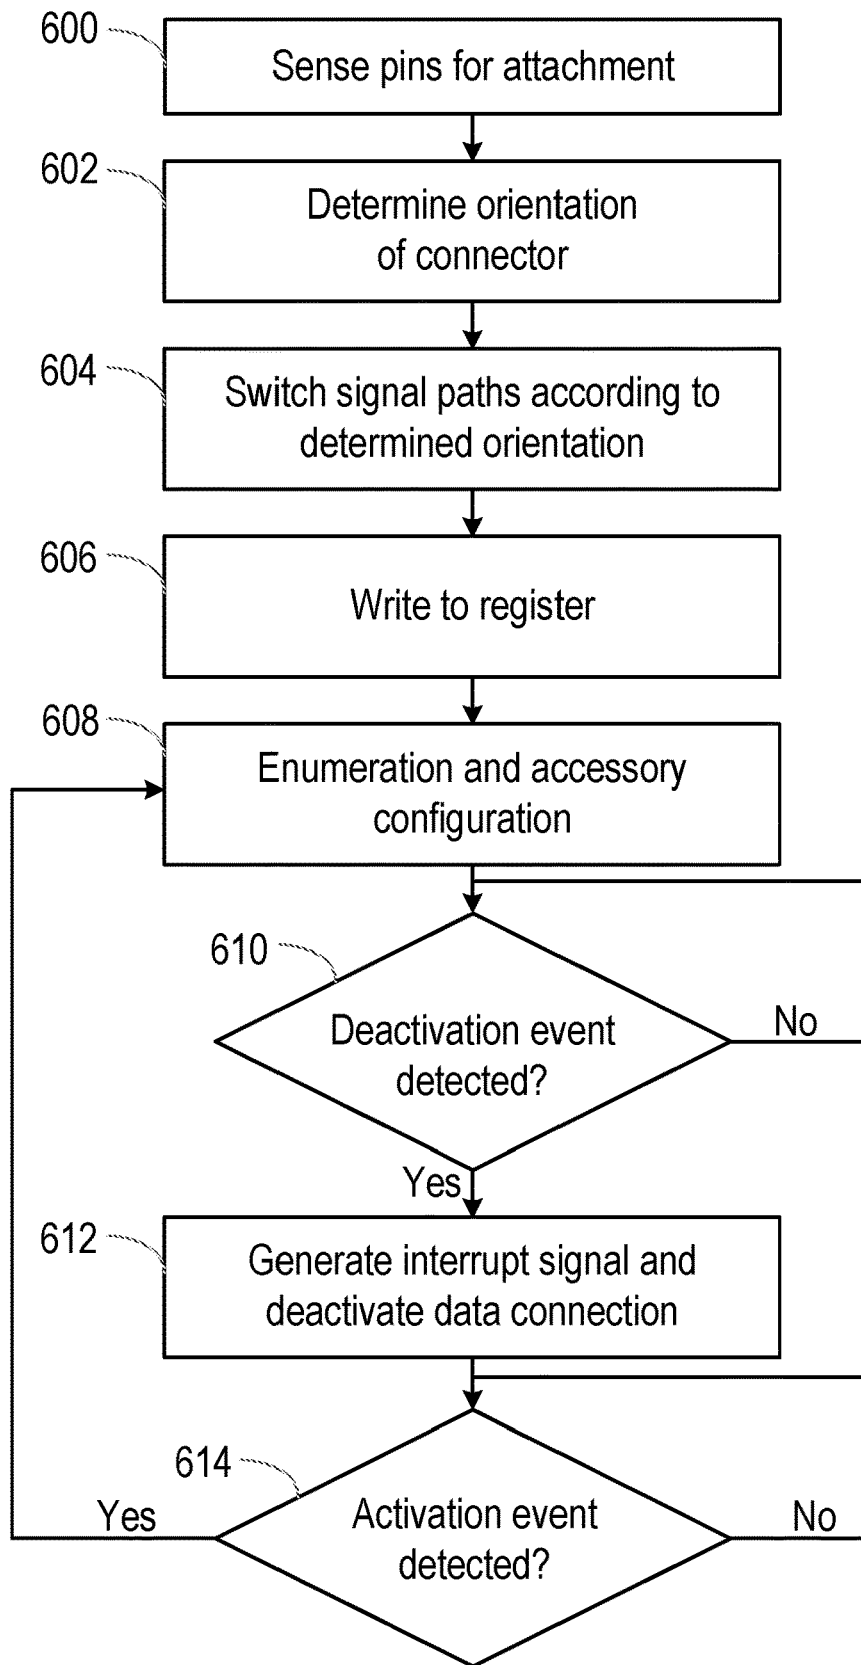 600
Sense pins for attachment
602
Determine orientation
of connector
604
Switch signal paths according to
determined orientation
606
Write to register
608
Enumeration and accessory
configuration
610
Deactivation event
detected?
No
Yes
612
Generate interrupt signal and
deactivate data connection
614
Activation event
detected?
Yes
No